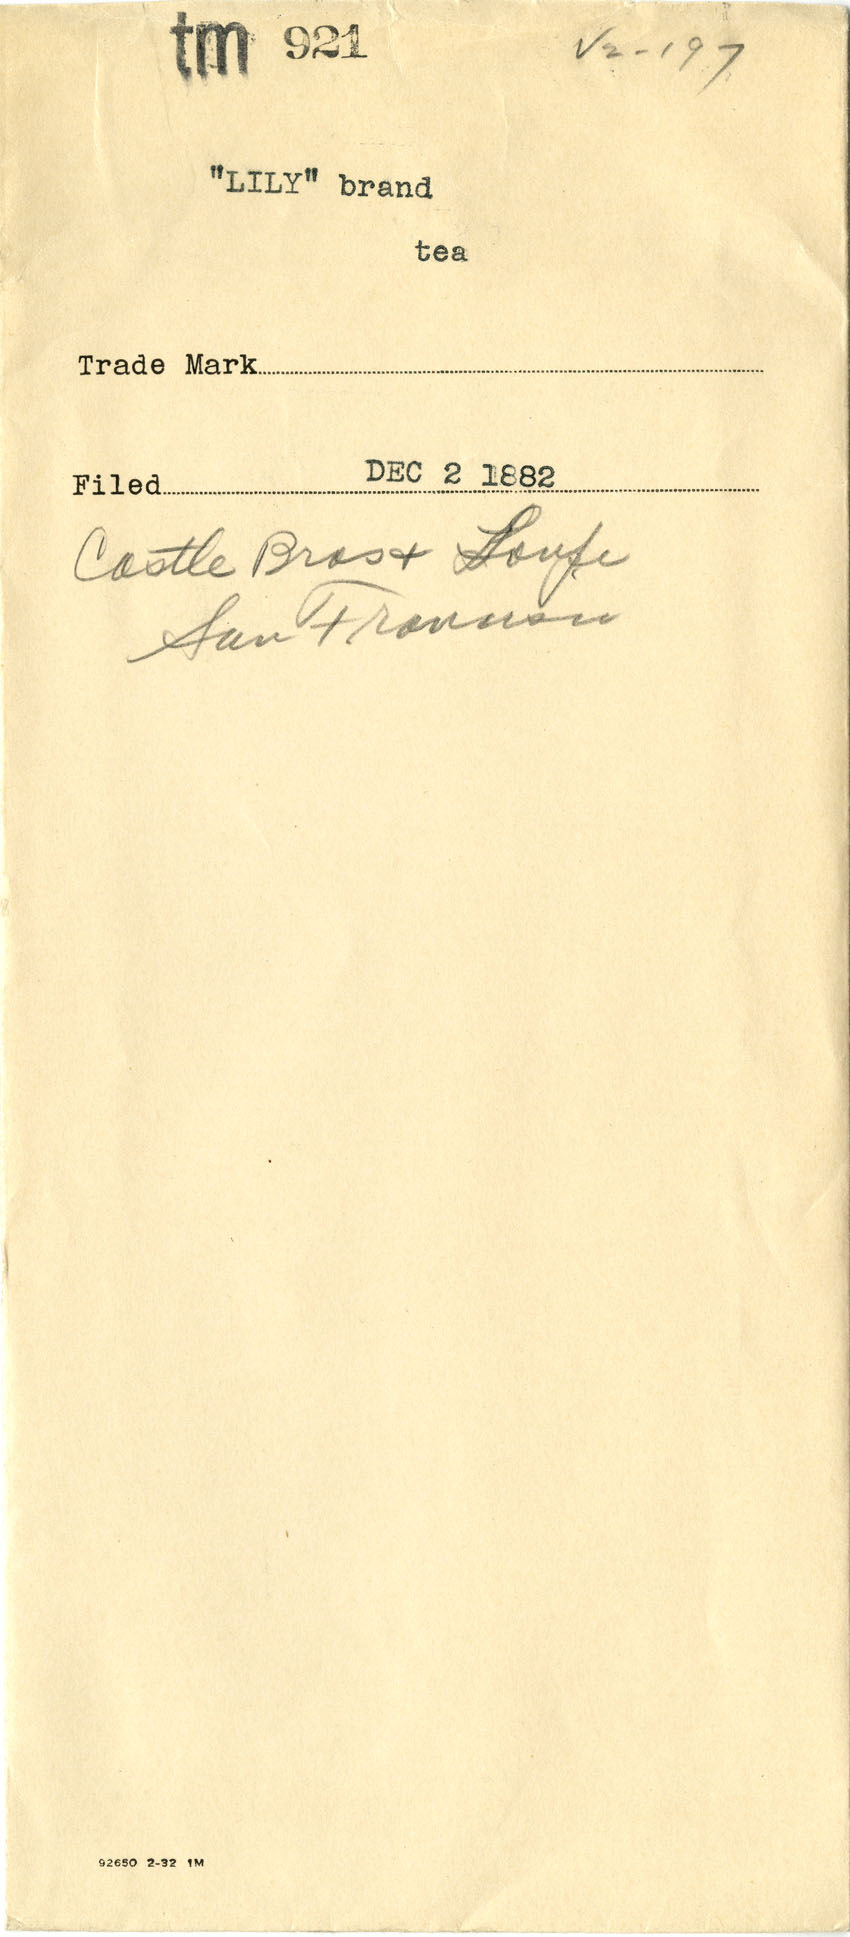 tm 921
V2-197
"LILY" brand
tea
Trade Mark
Filed DEC 2 1882
Castle Bros +
San Francisco
92650 2-32 1M